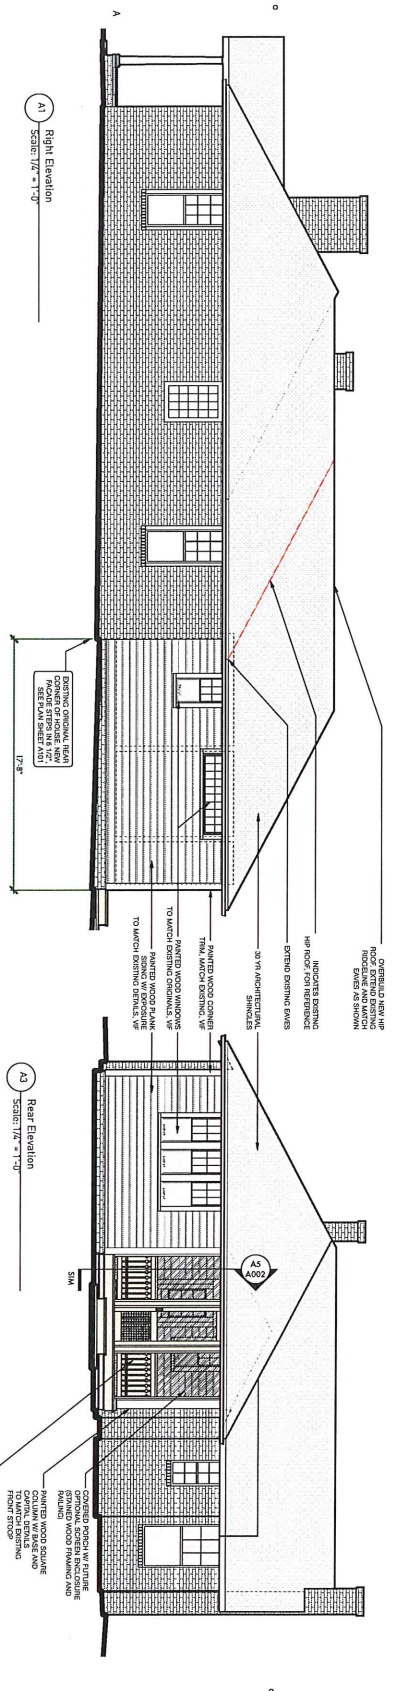 A
Right Elevation
A1
Scale: 1/4" = 1'-0"
EXISTING ORIGINAL REAR
CORNER OF HOUSE. NEW
FACADE STEPS IN 6 1/2",
SEE PLAN SHEET A101
17'-8"
OVERBUILD NEW HIP
ROOF. EXTEND EXISTING
RIDGELINE AND MATCH
EAVES AS SHOWN
INDICATES EXISTING
HIP ROOF, FOR REFERENCE
EXTEND EXISTING EAVES
30 YR ARCHITECTURAL
SHINGLES
PAINTED WOOD CORNER
TRIM, MATCH EXISTING, VIF
PAINTED WOOD WINDOWS
TO MATCH EXISTING ORIGINALS, VIF
PAINTED WOOD PLANK
SIDING W/ EXPOSURE
TO MATCH EXISTING DETAILS, VIF
A5
A002
SIM
Rear Elevation
A3
Scale: 1/4" = 1'-0"
COVERED PORCH W/ FUTURE
OPTIONAL SCREEN ENCLOSURE
(STAINED WOOD FRAMING AND
RAILING)
PAINTED WOOD SQUARE
COLUMN W/ BASE AND
CAPITAL DETAILS
TO MATCH EXISTING
FRONT STOOP